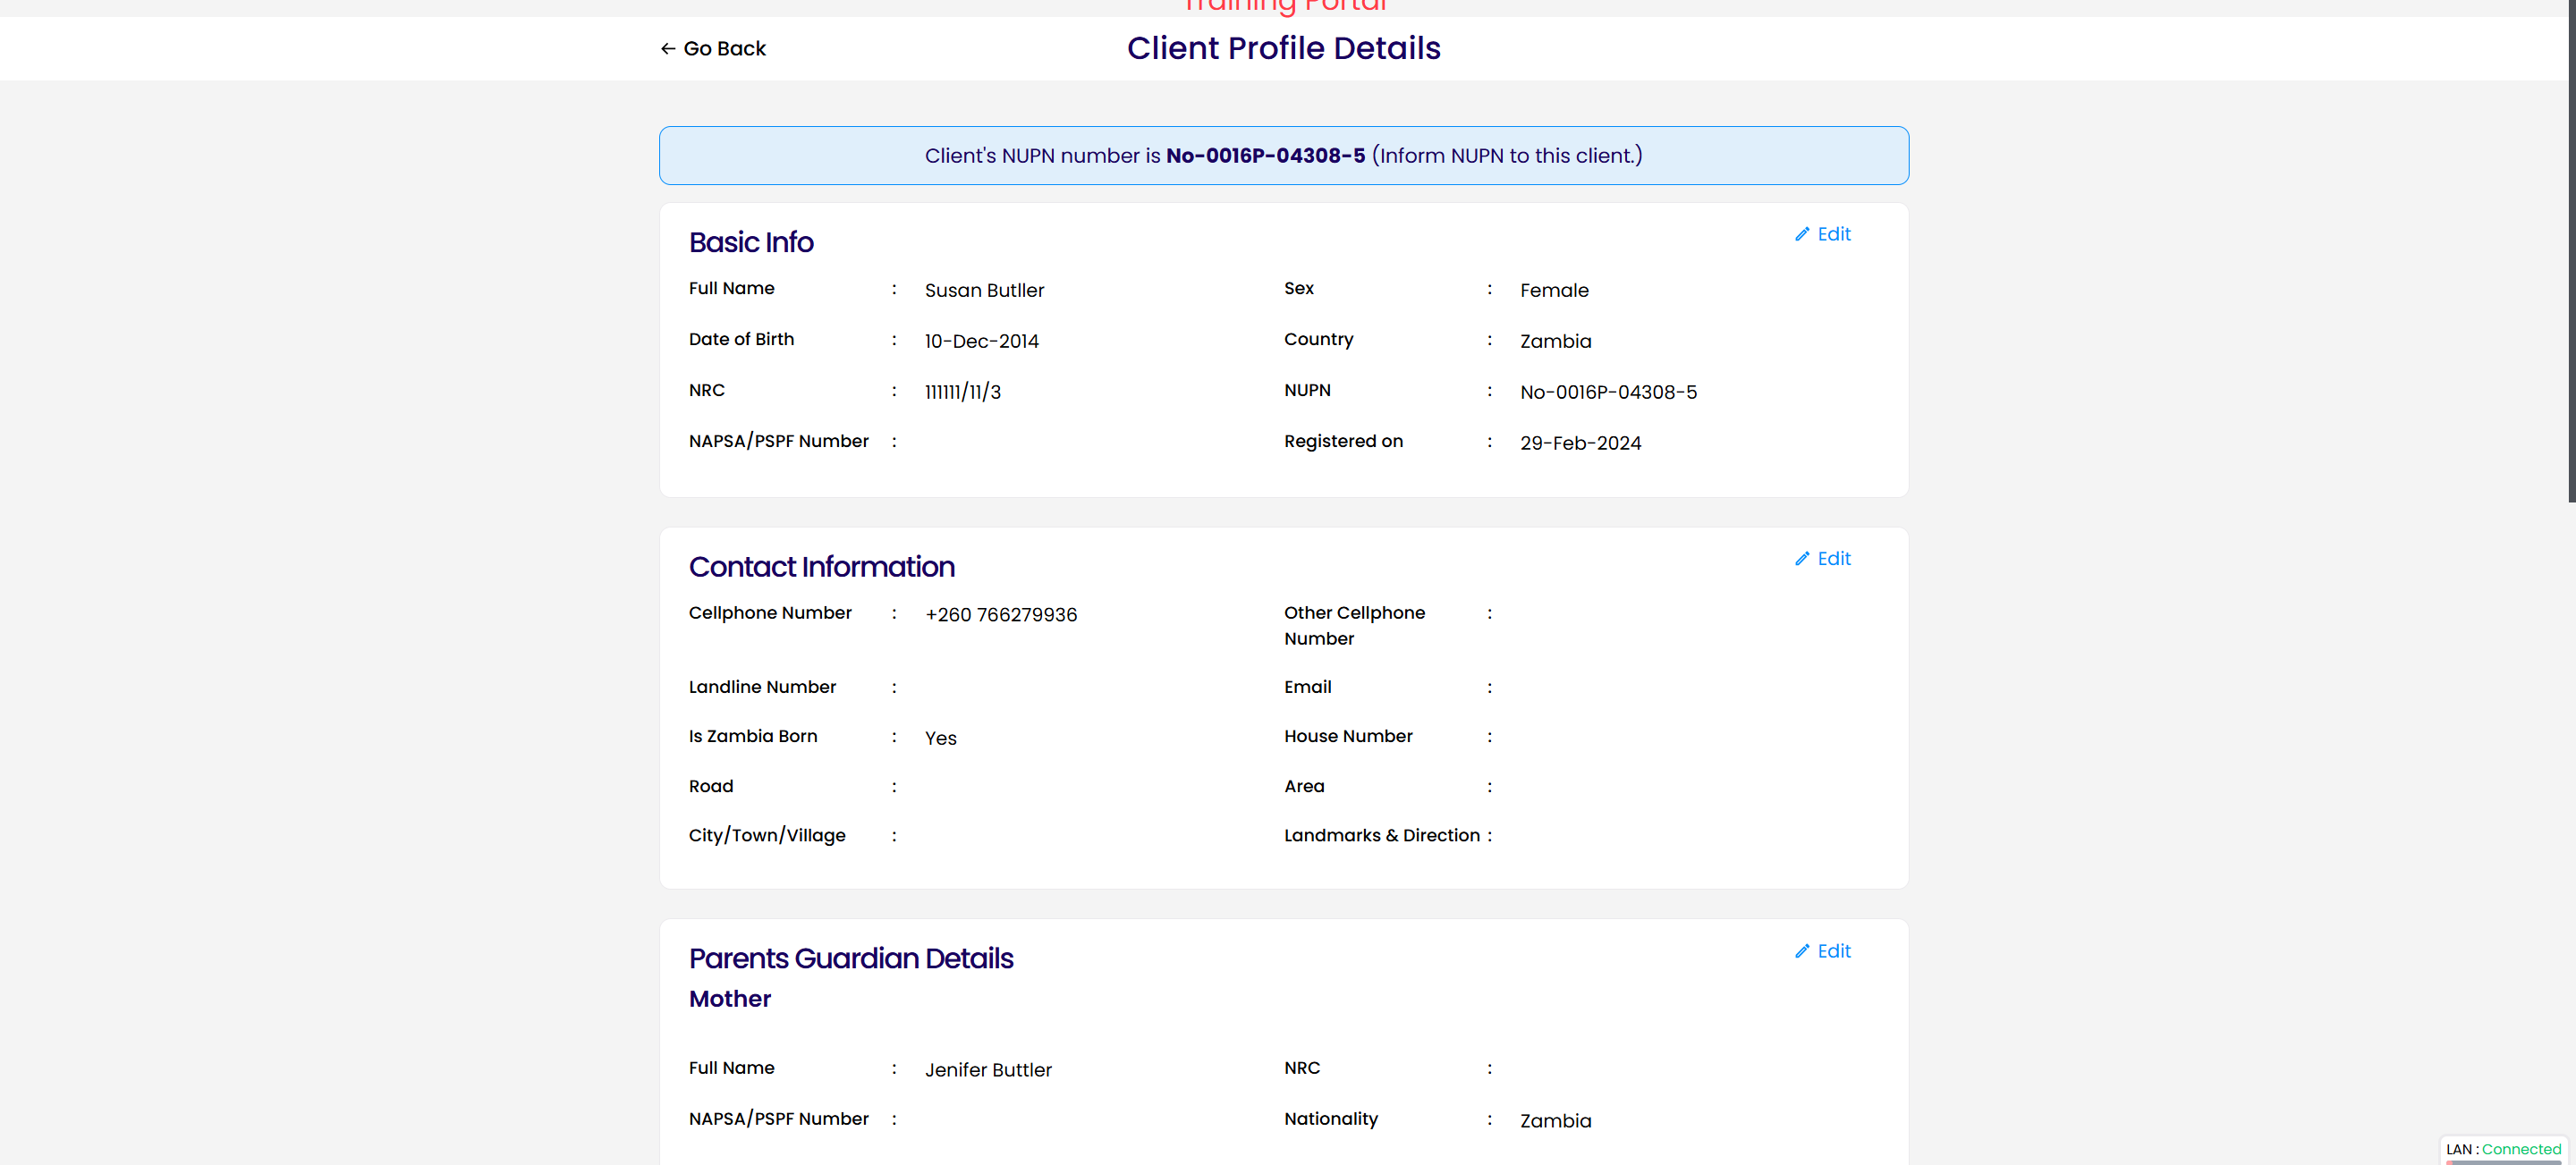 Training Portal
← Go Back
Client Profile Details
Client's NUPN number is No-0016P-04308-5 (Inform NUPN to this client.)
Basic Info
Edit
Full Name : Susan Butller
Sex : Female
Date of Birth : 10-Dec-2014
Country : Zambia
NRC : 111111/11/3
NUPN : No-0016P-04308-5
NAPSA/PSPF Number :
Registered on : 29-Feb-2024
Contact Information
Edit
Cellphone Number : +260 766279936
Other Cellphone :
Number
Landline Number :
Email :
Is Zambia Born : Yes
House Number :
Road :
Area :
City/Town/Village :
Landmarks & Direction :
Parents Guardian Details
Edit
Mother
Full Name : Jenifer Buttler
NRC :
NAPSA/PSPF Number :
Nationality : Zambia
LAN : Connected